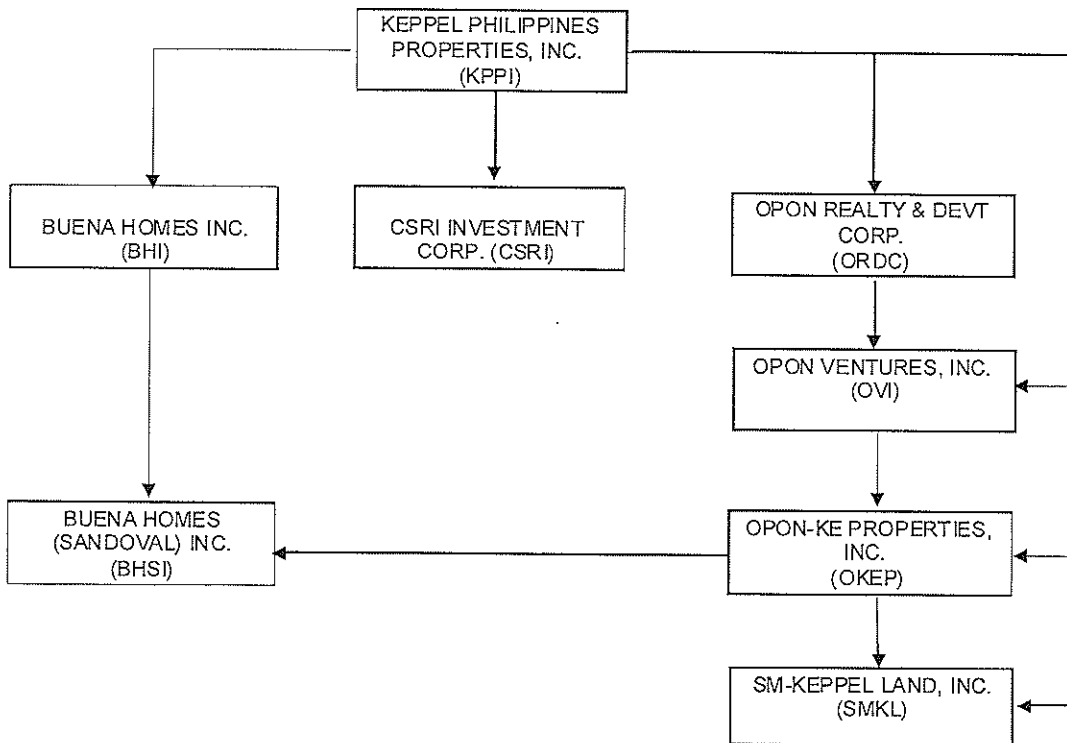 KEPPEL PHILIPPINES
PROPERTIES, INC.
(KPPI)
BUENA HOMES INC.
(BHI)
CSRI INVESTMENT
CORP. (CSRI)
OPON REALTY & DEVT
CORP.
(ORDC)
OPON VENTURES, INC.
(OVI)
BUENA HOMES
(SANDOVAL) INC.
(BHSI)
OPON-KE PROPERTIES,
INC.
(OKEP)
SM-KEPPEL LAND, INC.
(SMKL)